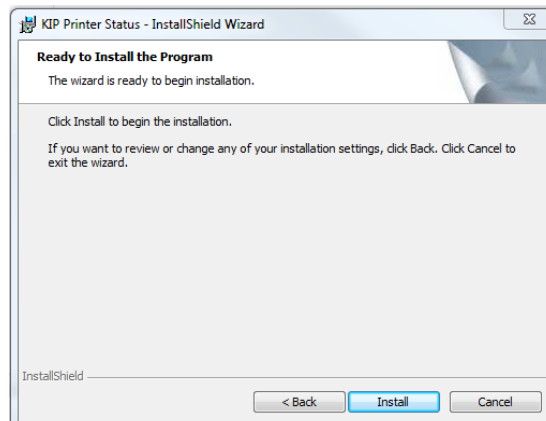 KIP Printer Status - InstallShield Wizard
Ready to Install the Program
The wizard is ready to begin installation.
Click Install to begin the installation.
If you want to review or change any of your installation settings, click Back. Click Cancel to
exit the wizard.
InstallShield
< Back Install Cancel